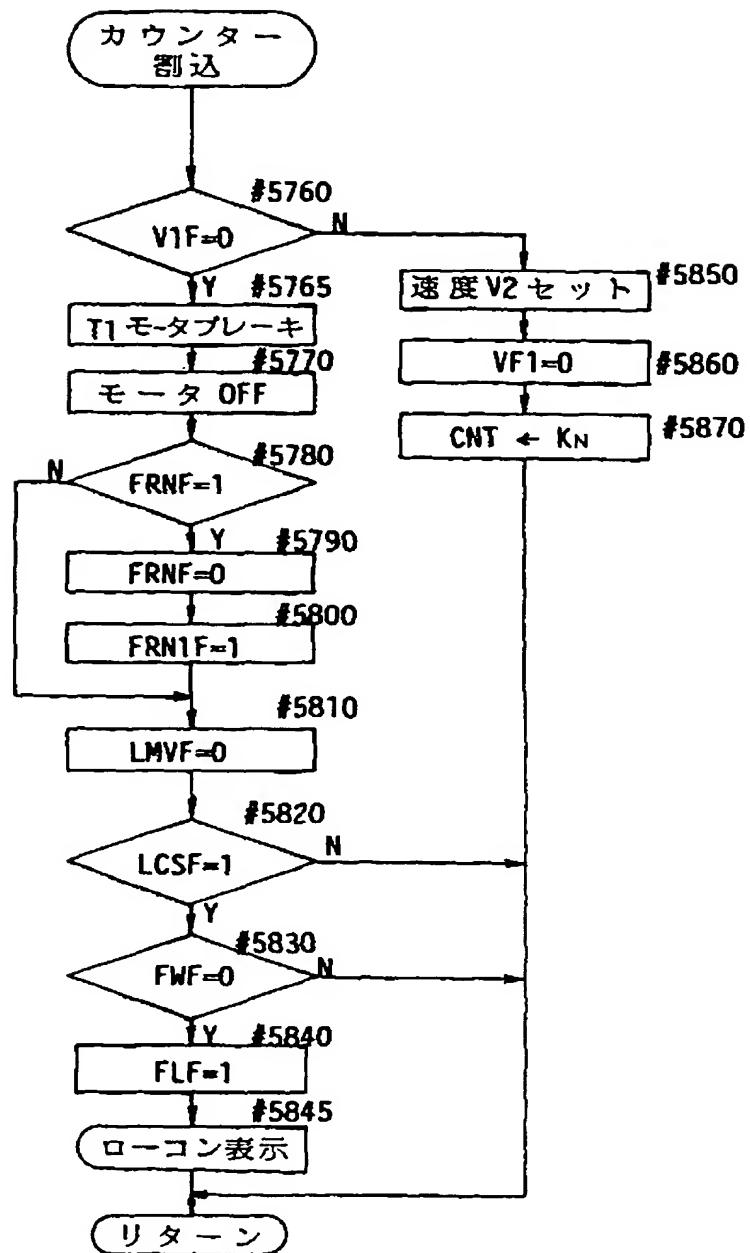 カウンター
割込
#5760
V1F=0
N
Y
#5765
T1モータブレーキ
#5770
モータ OFF
#5780
N
FRNF=1
Y
#5790
FRNF=0
#5800
FRN1F=1
#5810
LMVF=0
#5820
LCSF=1
N
Y
#5830
FWF=0
N
Y
#5840
FLF=1
#5845
ローコン表示
リターン
速度V2セット
#5850
VF1=0
#5860
CNT ← KN
#5870